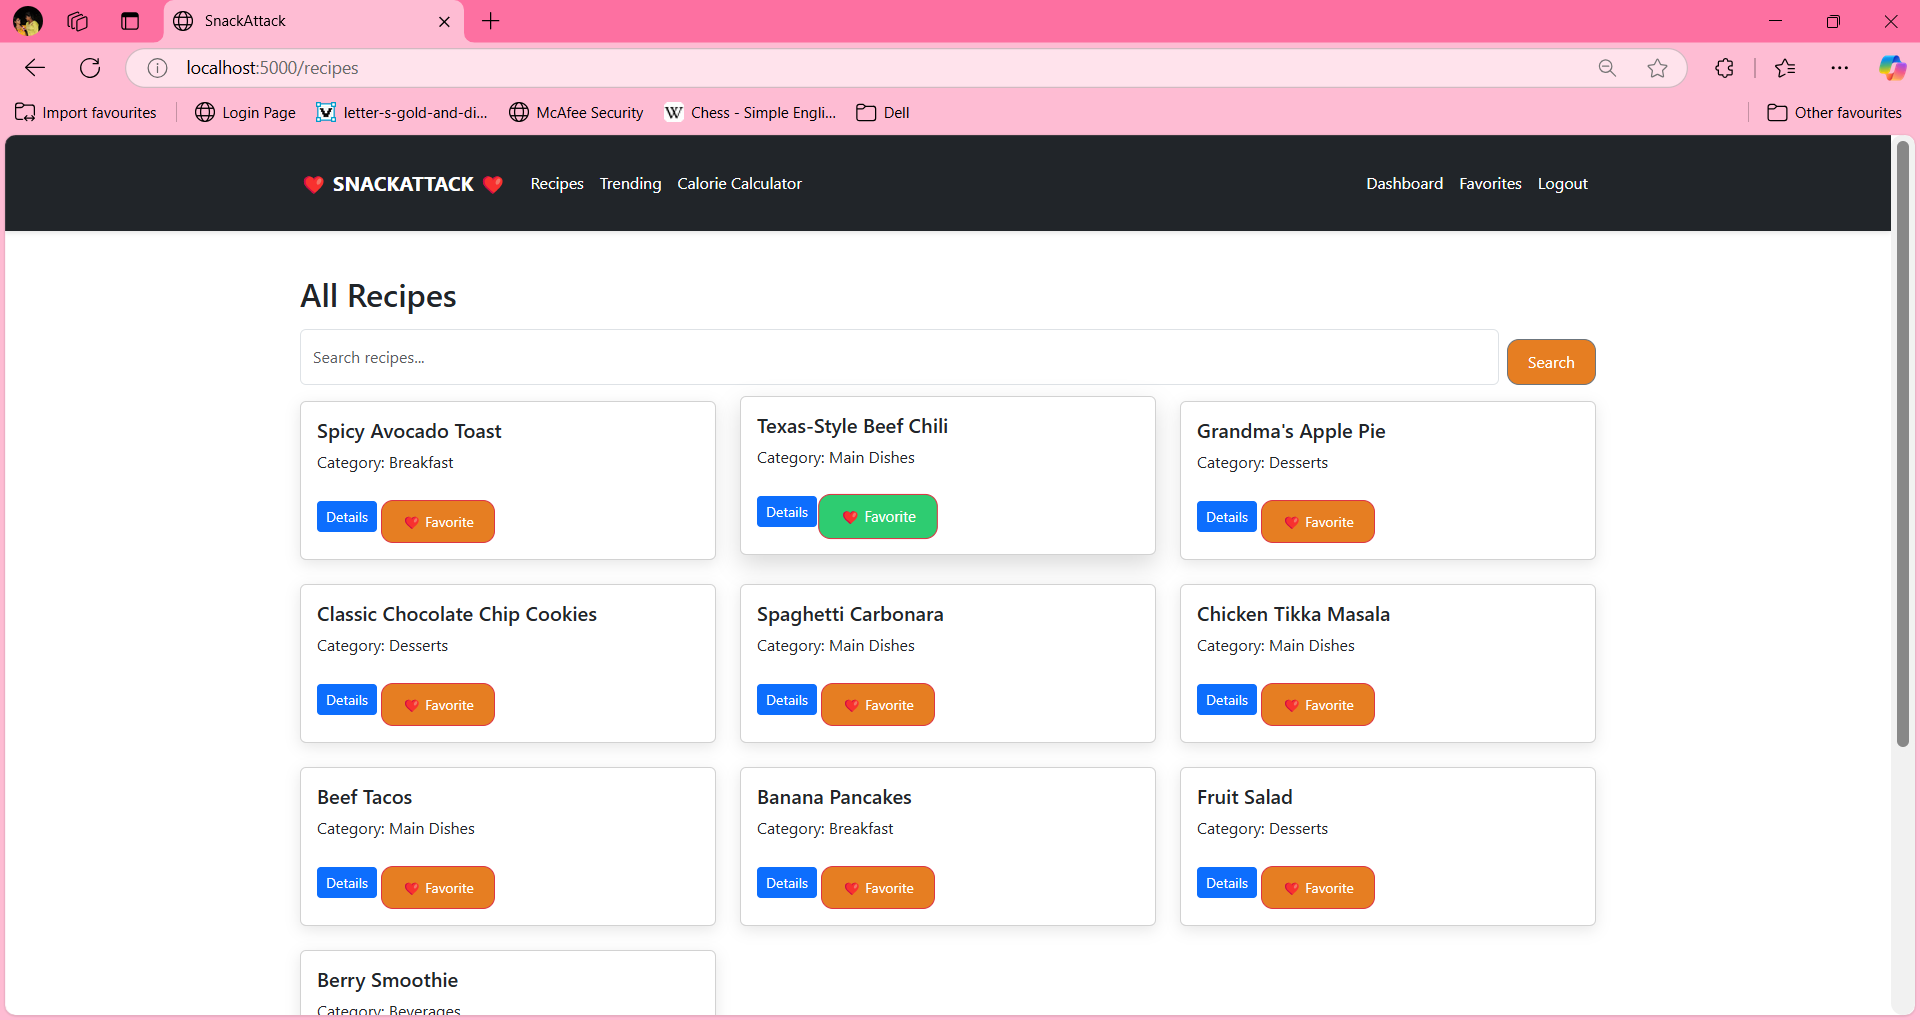 SnackAttack
localhost:5000/recipes
Import favourites
Login Page
letter-s-gold-and-di...
McAfee Security
W Chess - Simple Engli...
Dell
Other favourites
❤️ SNACKATTACK ❤️
Recipes
Trending
Calorie Calculator
Dashboard
Favorites
Logout
All Recipes
Search recipes...
Search
Spicy Avocado Toast
Category: Breakfast
Details
❤️ Favorite
Texas-Style Beef Chili
Category: Main Dishes
Details
❤️ Favorite
Grandma's Apple Pie
Category: Desserts
Details
❤️ Favorite
Classic Chocolate Chip Cookies
Category: Desserts
Details
❤️ Favorite
Spaghetti Carbonara
Category: Main Dishes
Details
❤️ Favorite
Chicken Tikka Masala
Category: Main Dishes
Details
❤️ Favorite
Beef Tacos
Category: Main Dishes
Details
❤️ Favorite
Banana Pancakes
Category: Breakfast
Details
❤️ Favorite
Fruit Salad
Category: Desserts
Details
❤️ Favorite
Berry Smoothie
Category: Beverages